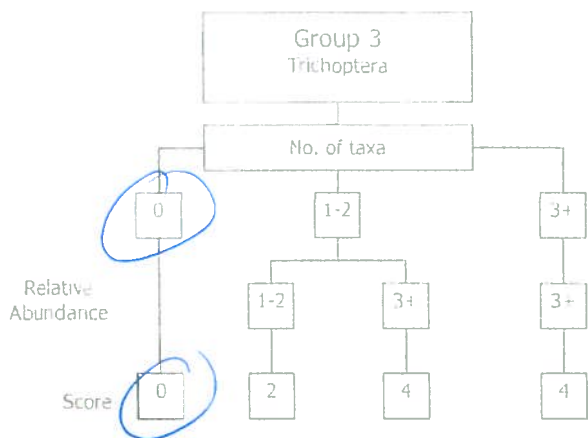 Group 3
Trichoptera
No. of taxa
0 1-2 3+
Relative
Abundance
1-2 3+ 3+
Score 0 2 4 4